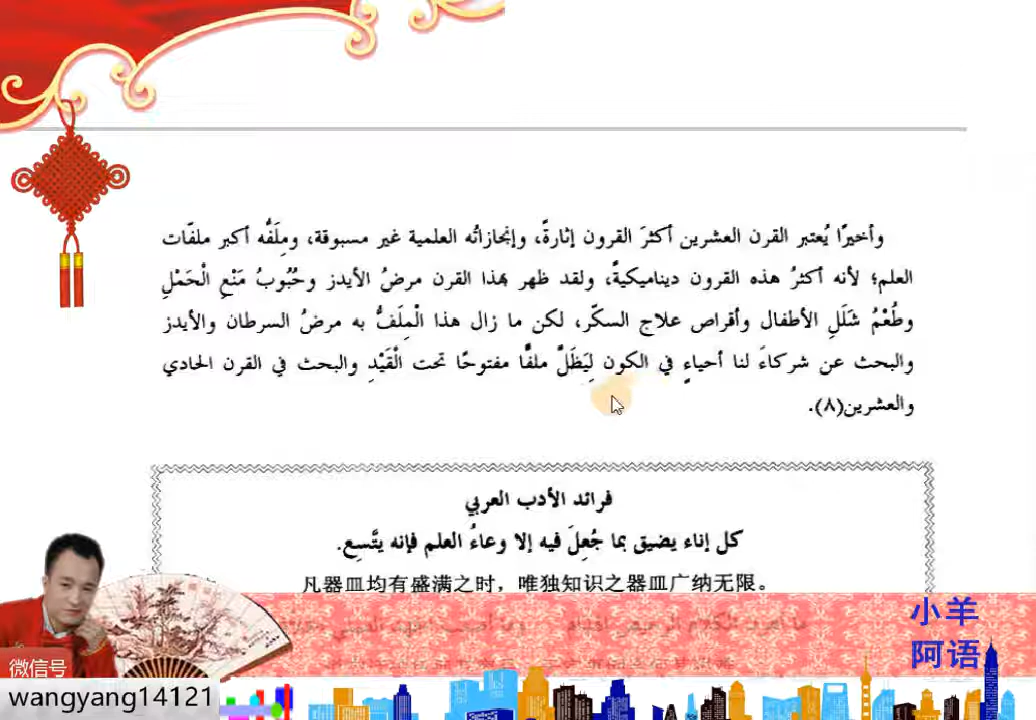 وأخيرًا يُعتبر القرن العشرين أكثرَ القرون إثارةً، وإنجازاتُه العلمية غير مسبوقة، ومِلَفُّه أكبر ملفّات
العلم؛ لأنه أكثرُ هذه القرون ديناميكيةً، ولقد ظهر بهذا القرن مرضُ الأيدز وحُبُوبُ مَنْعِ الْحَمْلِ
وطُعْمُ شَلَلِ الأطفال وأقراص علاج السكّر، لكن ما زال هذا الْمِلَفُّ به مرضُ السرطان والأيدز
والبحث عن شركاءَ لنا أحياءٍ في الكون لِيَظَلَّ ملفًّا مفتوحًا تحت الْقَيْدِ والبحث في القرن الحادي
والعشرين(٨).
فرائد الأدب العربي
كل إناء يضيق بما جُعِلَ فيه إلا وعاءُ العلم فإنه يتَّسِع.
凡器皿均有盛满之时，唯独知识之器皿广纳无限。
小羊
阿语
微信号
wangyang14121